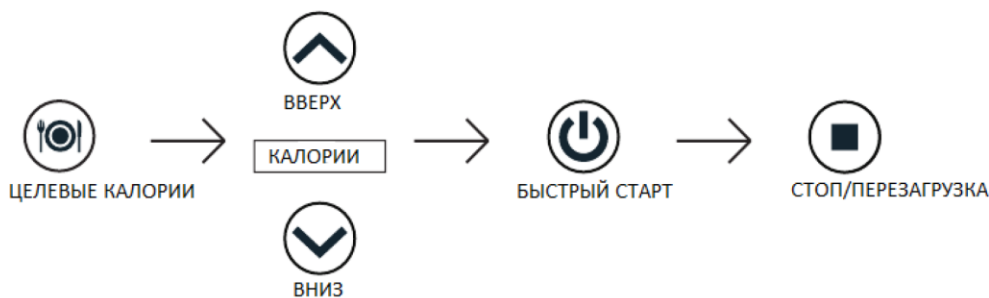 ВВЕРХ
ЦЕЛЕВЫЕ КАЛОРИИ
КАЛОРИИ
ВНИЗ
БЫСТРЫЙ СТАРТ
СТОП/ПЕРЕЗАГРУЗКА